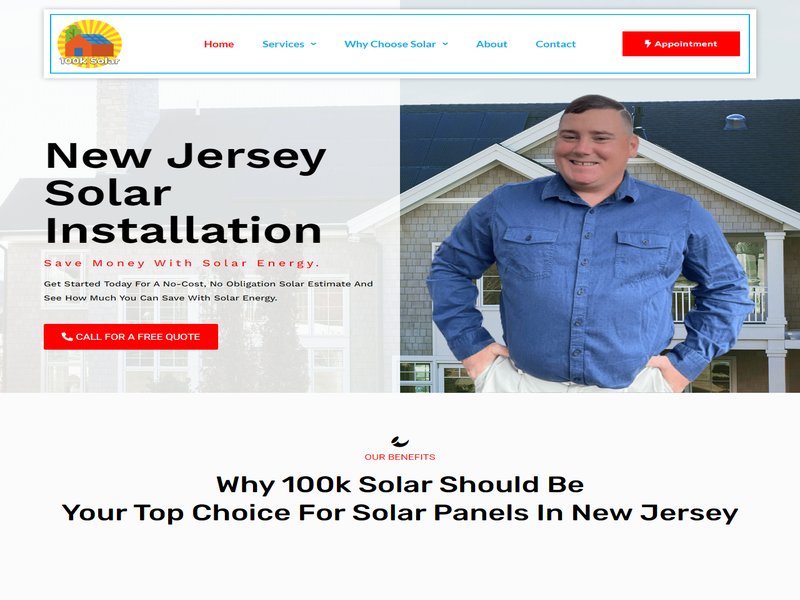 100k Solar
Home
Services
Why Choose Solar
About
Contact
Appointment
New Jersey
Solar
Installation
Save Money With Solar Energy.
Get Started Today For A No-Cost, No Obligation Solar Estimate And
See How Much You Can Save With Solar Energy.
CALL FOR A FREE QUOTE
OUR BENEFITS
Why 100k Solar Should Be
Your Top Choice For Solar Panels In New Jersey